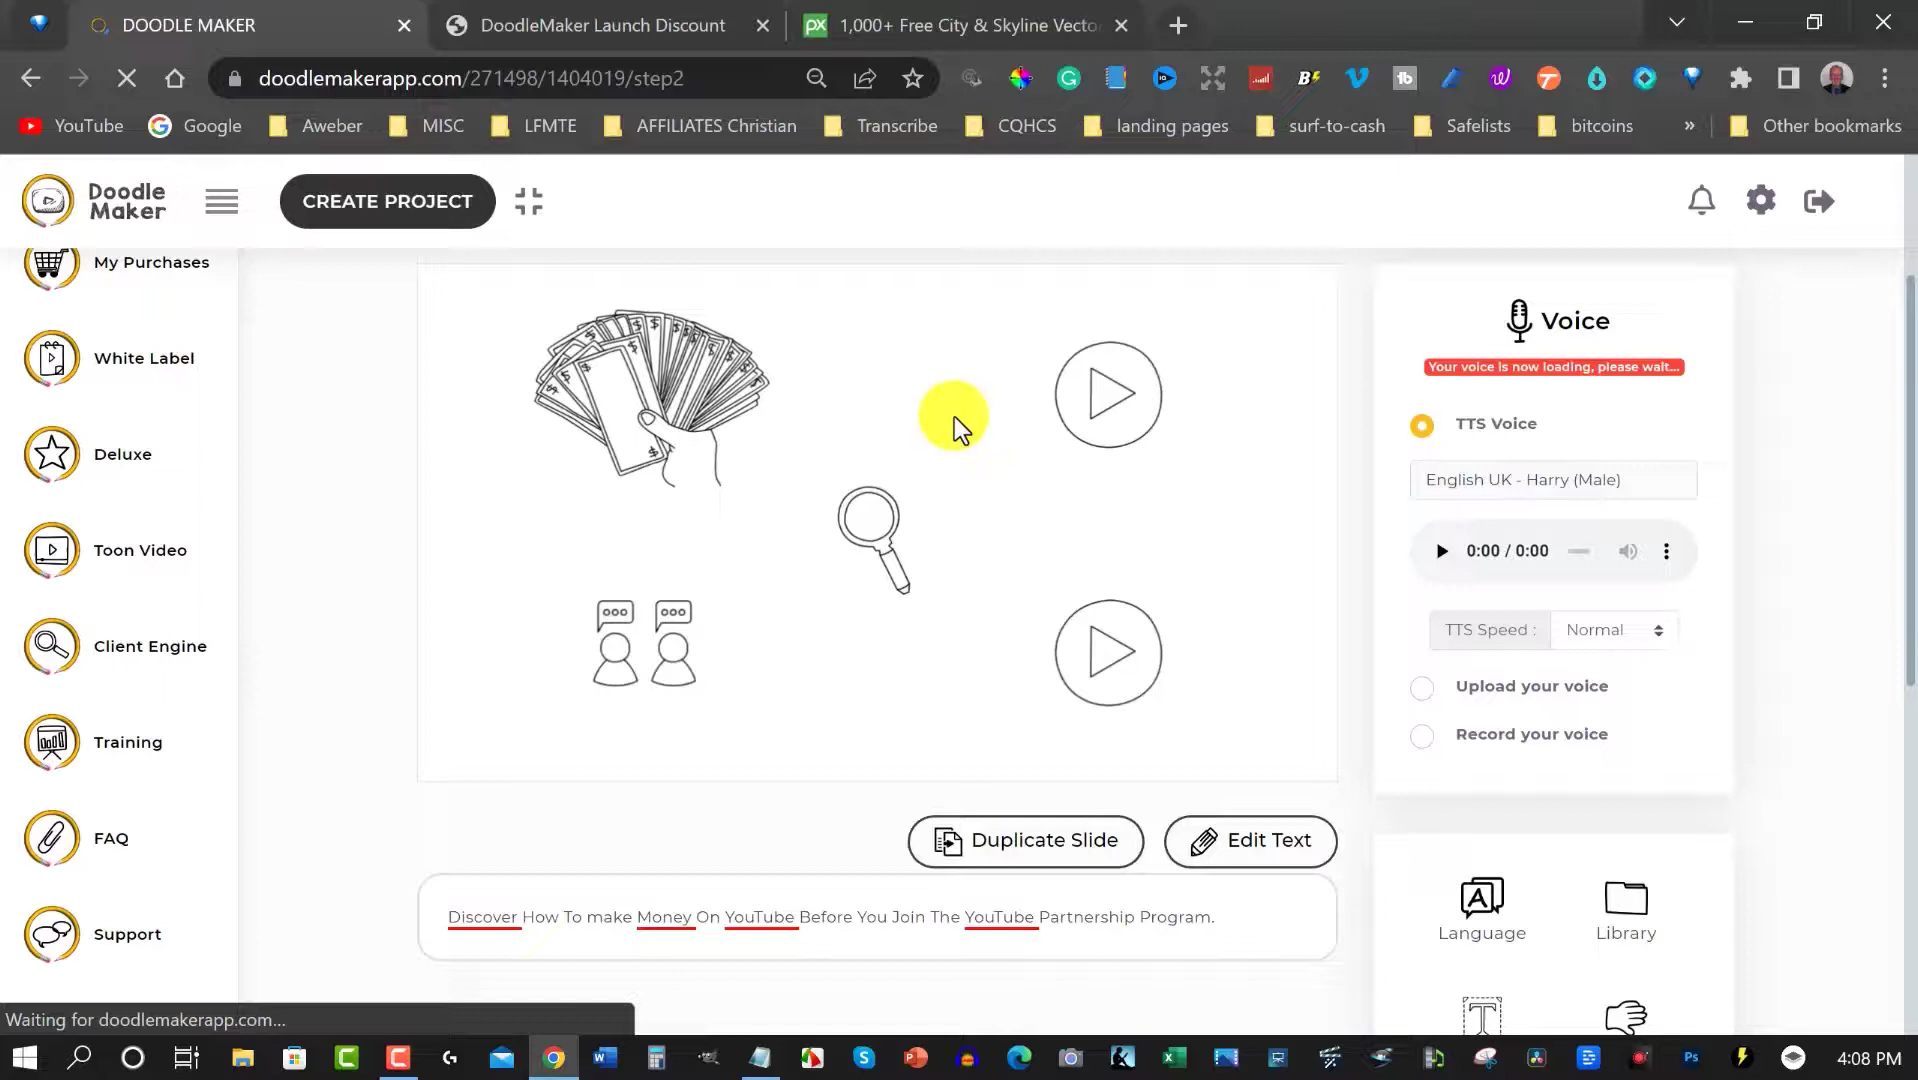 DOODLE MAKER
DoodleMaker Launch Discount
px 1,000+ Free City & Skyline Vecto
doodlemakerapp.com/271498/1404019/step2
YouTube
Google
Aweber
MISC
LFMTE
AFFILIATES Christian
Transcribe
CQHCS
landing pages
surf-to-cash
Safelists
bitcoins
»
Other bookmarks
Doodle
Maker
CREATE PROJECT
My Purchases
White Label
Deluxe
Toon Video
Client Engine
Training
FAQ
Support
Voice
Your voice is now loading, please wait...
TTS Voice
English UK - Harry (Male)
0:00 / 0:00
TTS Speed : Normal
Upload your voice
Record your voice
Duplicate Slide
Edit Text
Discover How To make Money On YouTube Before You Join The YouTube Partnership Program.
Language
Library
Waiting for doodlemakerapp.com...
4:08 PM